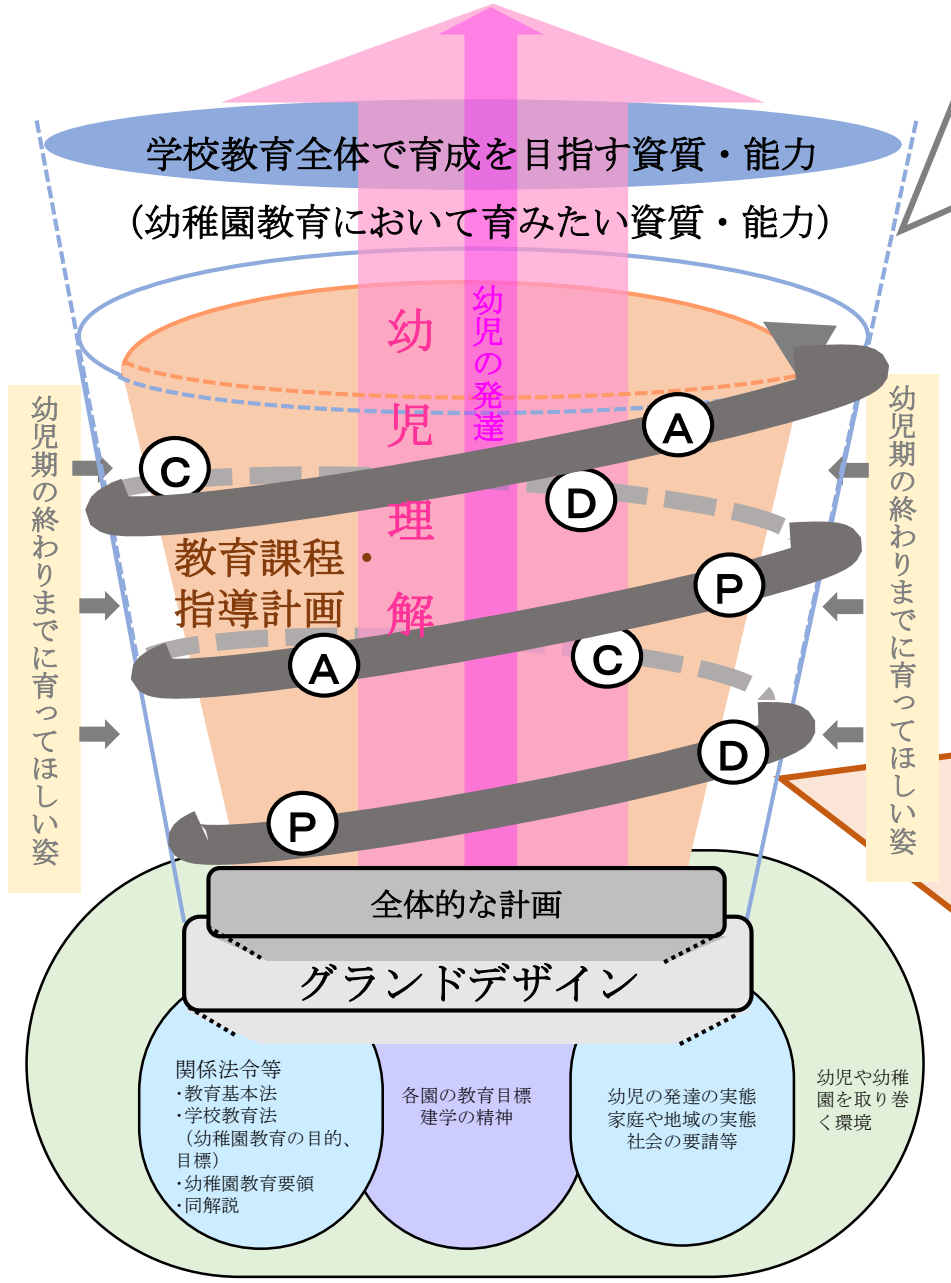 学校教育全体で育成を目指す資質・能力
（幼稚園教育において育みたい資質・能力）
幼児理解
幼児の発達
幼児期の終わりまでに育ってほしい姿
幼児期の終わりまでに育ってほしい姿
A
C
D
教育課程・
指導計画
P
A
C
D
P
全体的な計画
グランドデザイン
関係法令等
・教育基本法
・学校教育法
（幼稚園教育の目的、
目標）
・幼稚園教育要領
・同解説
各園の教育目標
建学の精神
幼児の発達の実態
家庭や地域の実態
社会の要請等
幼児や幼稚
園を取り巻
く環境